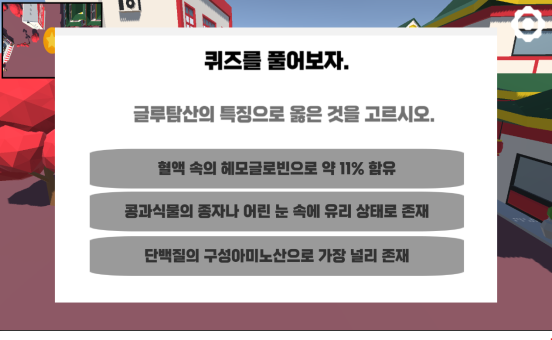 퀴즈를 풀어보자.
글루탐산의 특징으로 옳은 것을 고르시오.
혈액 속의 헤모글로빈으로 약 11% 함유
콩과식물의 종자나 어린 눈 속에 유리 상태로 존재
단백질의 구성아미노산으로 가장 널리 존재